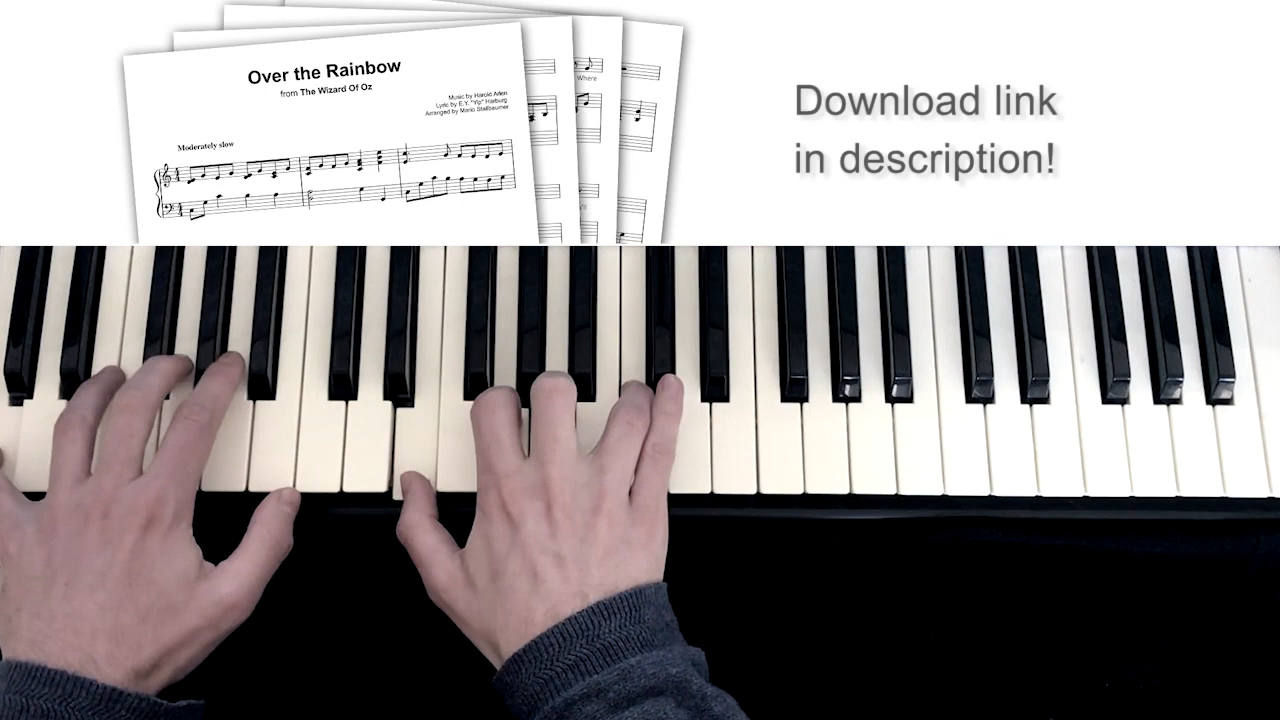 Over the Rainbow
from The Wizard Of Oz
Music by Harold Arlen
Lyric by E.Y. "Yip" Harburg
Arranged by Mario Stallbaumer
Moderately slow
Where
Download link
in description!